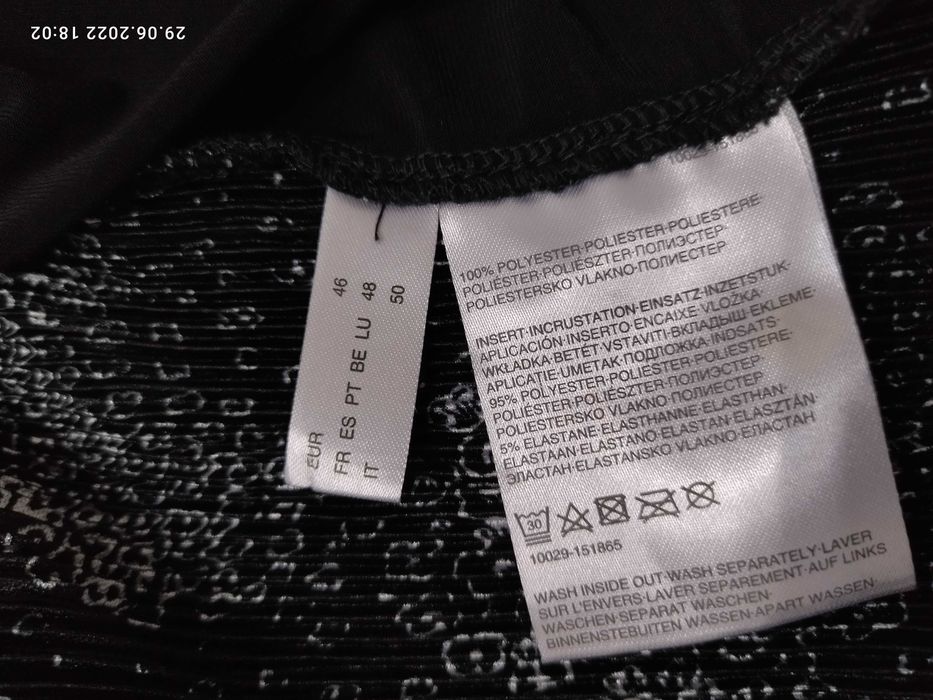 29.06.2022 18:02
EUR 46
FR ES PT BE LU 48
IT 50
100% POLYESTER·POLIESTER·POLIESTERE·
POLIÉSTER·POLIÉSZTER·ПОЛИЭСТЕР·
POLIESTERSKO VLAKNO·ПОЛИЕСТЕР
INSERT·INCRUSTATION·EINSATZ·INZETSTUK·
APLICACIÓN·INSERTO·ENCAIXE·VLOŽKA·
WKŁADKA·BETÉT·VSTAVITI·ВКЛАДЫШ·EKLEME·
APLICAŢIE·UMETAK·ПОДЛОЖКА·INDSATS·
95% POLYESTER·POLIESTER·POLIESTERE·
POLIÉSTER·POLIÉSZTER·ПОЛИЭСТЕР·
POLIESTERSKO VLAKNO·ПОЛИЕСТЕР
5% ELASTANE·ELASTHANNE·ELASTHAN·
ELASTAAN·ELASTANO·ELASTAN·ELASZTÁN·
ЭЛАСТАН·ELASTANSKO VLAKNO·ЕЛАСТАН
30
10029-151865
WASH INSIDE OUT·WASH SEPARATELY·LAVER
SUR L'ENVERS·LAVER SEPAREMENT·AUF LINKS
WASCHEN·SEPARAT WASCHEN·
BINNENSTEBUITEN WASSEN·APART WASSEN·